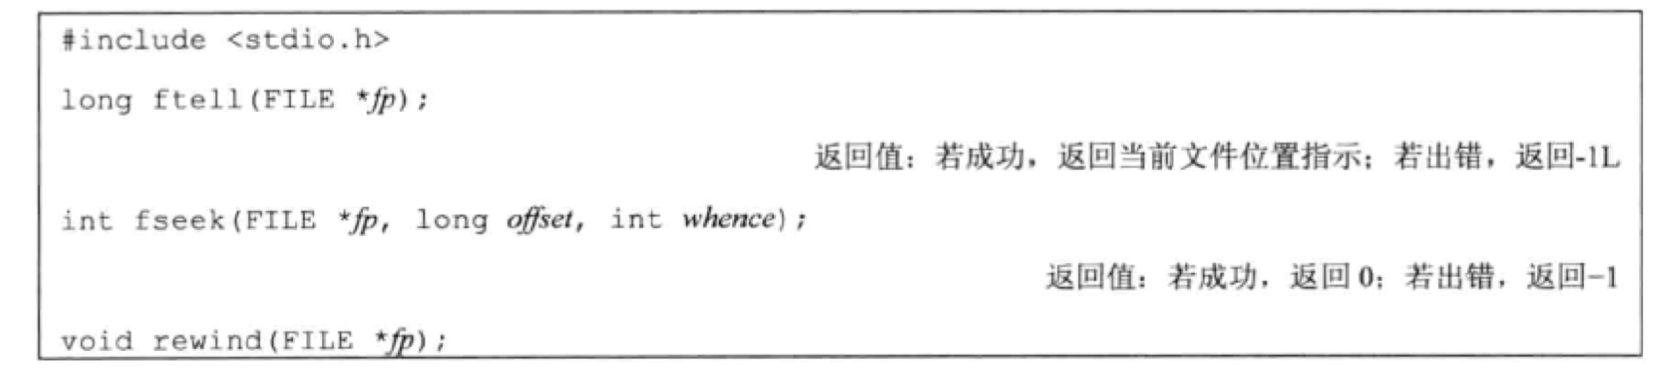 #include <stdio.h>
long ftell(FILE *fp);
返回值：若成功，返回当前文件位置指示；若出错，返回-1L
int fseek(FILE *fp, long offset, int whence);
返回值：若成功，返回 0；若出错，返回−1
void rewind(FILE *fp);